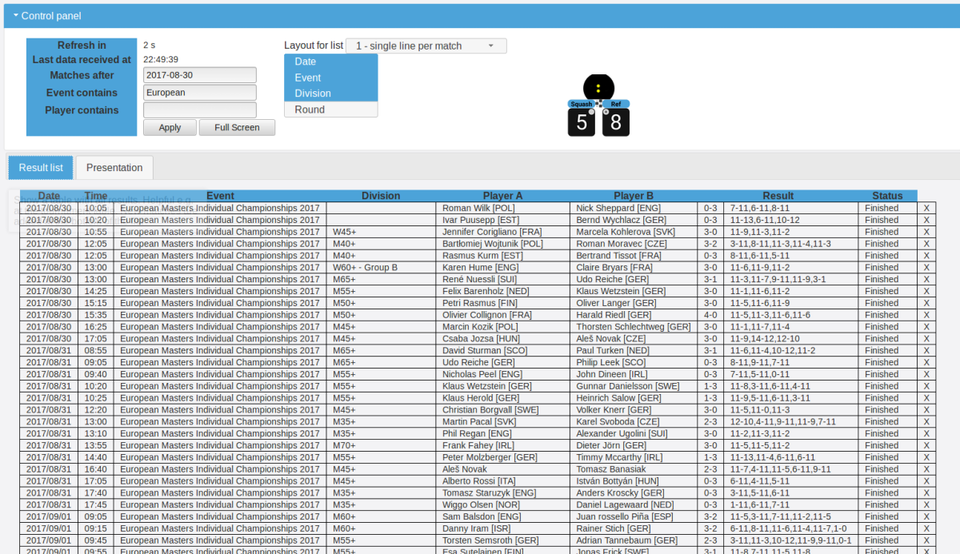 Control panel
Refresh in 2 s
Last data received at 22:49:39
Matches after 2017-08-30
Event contains European
Player contains
Apply Full Screen
Layout for list 1 - single line per match
Date
Event
Division
Round
Squash Ref
5 8
Result list Presentation
Date Time Event Division Player A Player B Result Status
2017/08/30 10:05 European Masters Individual Championships 2017 11 Roman Wilk [POL] Nick Sheppard [ENG] 0-3 7-11,6-11,8-11 Finished X
2017/08/30 10:20 European Masters Individual Championships 2017 Ivar Puusepp [EST] Bernd Wychlacz [GER] 0-3 11-13,6-11,10-12 Finished X
2017/08/30 10:55 European Masters Individual Championships 2017 W45+ Jennifer Corigliano [FRA] Marcela Kohlerova [SVK] 3-0 11-9,11-3,11-2 Finished X
2017/08/30 12:05 European Masters Individual Championships 2017 M40+ Bartłomiej Wojtunik [POL] Roman Moravec [CZE] 3-2 3-11,8-11,11-3,11-4,11-3 Finished X
2017/08/30 12:05 European Masters Individual Championships 2017 M40+ Rasmus Kurm [EST] Bertrand Tissot [FRA] 0-3 8-11,6-11,5-11 Finished X
2017/08/30 13:00 European Masters Individual Championships 2017 W60+ - Group B Karen Hume [ENG] Claire Bryars [FRA] 3-0 11-6,11-9,11-2 Finished X
2017/08/30 13:00 European Masters Individual Championships 2017 M65+ René Nuessli [SUI] Udo Reiche [GER] 3-1 11-3,11-7,9-11,11-9,3-1 Finished X
2017/08/30 14:25 European Masters Individual Championships 2017 M55+ Felix Barenholz [NED] Klaus Wetzstein [GER] 3-0 11-1,11-6,11-2 Finished X
2017/08/30 15:15 European Masters Individual Championships 2017 M50+ Petri Rasmus [FIN] Oliver Langer [GER] 3-0 11-5,11-6,11-9 Finished X
2017/08/30 15:35 European Masters Individual Championships 2017 M50+ Olivier Collignon [FRA] Harald Riedl [GER] 4-0 11-5,11-3,11-6,11-6 Finished X
2017/08/30 16:25 European Masters Individual Championships 2017 M45+ Marcin Kozik [POL] Thorsten Schlechtweg [GER] 3-0 11-1,11-7,11-4 Finished X
2017/08/30 17:05 European Masters Individual Championships 2017 M45+ Csaba Jozsa [HUN] Aleš Novak [CZE] 3-0 11-9,14-12,12-10 Finished X
2017/08/31 08:55 European Masters Individual Championships 2017 M65+ David Sturman [SCO] Paul Turken [NED] 3-1 11-6,11-4,10-12,11-2 Finished X
2017/08/31 09:05 European Masters Individual Championships 2017 M65+ Udo Reiche [GER] Philip Leek [SCO] 0-3 8-11,9-11,7-11 Finished X
2017/08/31 09:40 European Masters Individual Championships 2017 M55+ Nicholas Peel [ENG] John Dineen [IRL] 0-3 7-11,5-11,0-11 Finished X
2017/08/31 10:20 European Masters Individual Championships 2017 M55+ Klaus Wetzstein [GER] Gunnar Danielsson [SWE] 1-3 11-8,3-11,6-11,4-11 Finished X
2017/08/31 10:25 European Masters Individual Championships 2017 M55+ Klaus Herold [GER] Heinrich Salow [GER] 1-3 11-9,5-11,6-11,3-11 Finished X
2017/08/31 12:20 European Masters Individual Championships 2017 M45+ Christian Borgvall [SWE] Volker Knerr [GER] 3-0 11-5,11-0,11-3 Finished X
2017/08/31 13:00 European Masters Individual Championships 2017 M35+ Martin Pacal [SVK] Karel Svoboda [CZE] 2-3 12-10,4-11,9-11,11-9,7-11 Finished X
2017/08/31 13:10 European Masters Individual Championships 2017 M35+ Phil Regan [ENG] Alexander Ugolini [SUI] 3-0 11-2,11-3,11-2 Finished X
2017/08/31 13:55 European Masters Individual Championships 2017 M70+ Frank Fahey [IRL] Dieter Jörn [GER] 3-0 11-5,11-5,11-2 Finished X
2017/08/31 14:40 European Masters Individual Championships 2017 M55+ Peter Molzberger [GER] Timmy Mccarthy [IRL] 1-3 11-13,11-4,6-11,6-11 Finished X
2017/08/31 16:40 European Masters Individual Championships 2017 M45+ Aleš Novak Tomasz Banasiak 2-3 11-7,4-11,11-5,6-11,9-11 Finished X
2017/08/31 17:05 European Masters Individual Championships 2017 M45+ Alberto Rossi [ITA] István Bottyán [HUN] 0-3 6-11,4-11,5-11 Finished X
2017/08/31 17:40 European Masters Individual Championships 2017 M35+ Tomasz Staruzyk [ENG] Anders Kroscky [GER] 0-3 3-11,5-11,6-11 Finished X
2017/08/31 17:45 European Masters Individual Championships 2017 M35+ Wiggo Olsen [NOR] Daniel Lagewaard [NED] 0-3 1-11,6-11,7-11 Finished X
2017/09/01 09:05 European Masters Individual Championships 2017 M60+ Sam Balsdon [ENG] Juan rossello Piña [ESP] 3-2 11-5,3-11,7-11,11-2,11-5 Finished X
2017/09/01 09:15 European Masters Individual Championships 2017 M60+ Danny Iram [ISR] Rainer Stich [GER] 3-2 6-11,8-11,11-6,11-4,11-7,1-0 Finished X
2017/09/01 09:45 European Masters Individual Championships 2017 M55+ Torsten Semsroth [GER] Adrian Tannebaum [GER] 2-3 3-11,11-3,10-12,11-9,9-11,0-1 Finished X
2017/09/01 09:55 European Masters Individual Championships 2017 M55+ Esa Sutelainen [FIN] Jonas Frick [SWE] 3-1 11-8,7-11,11-5,11-8 Finished X